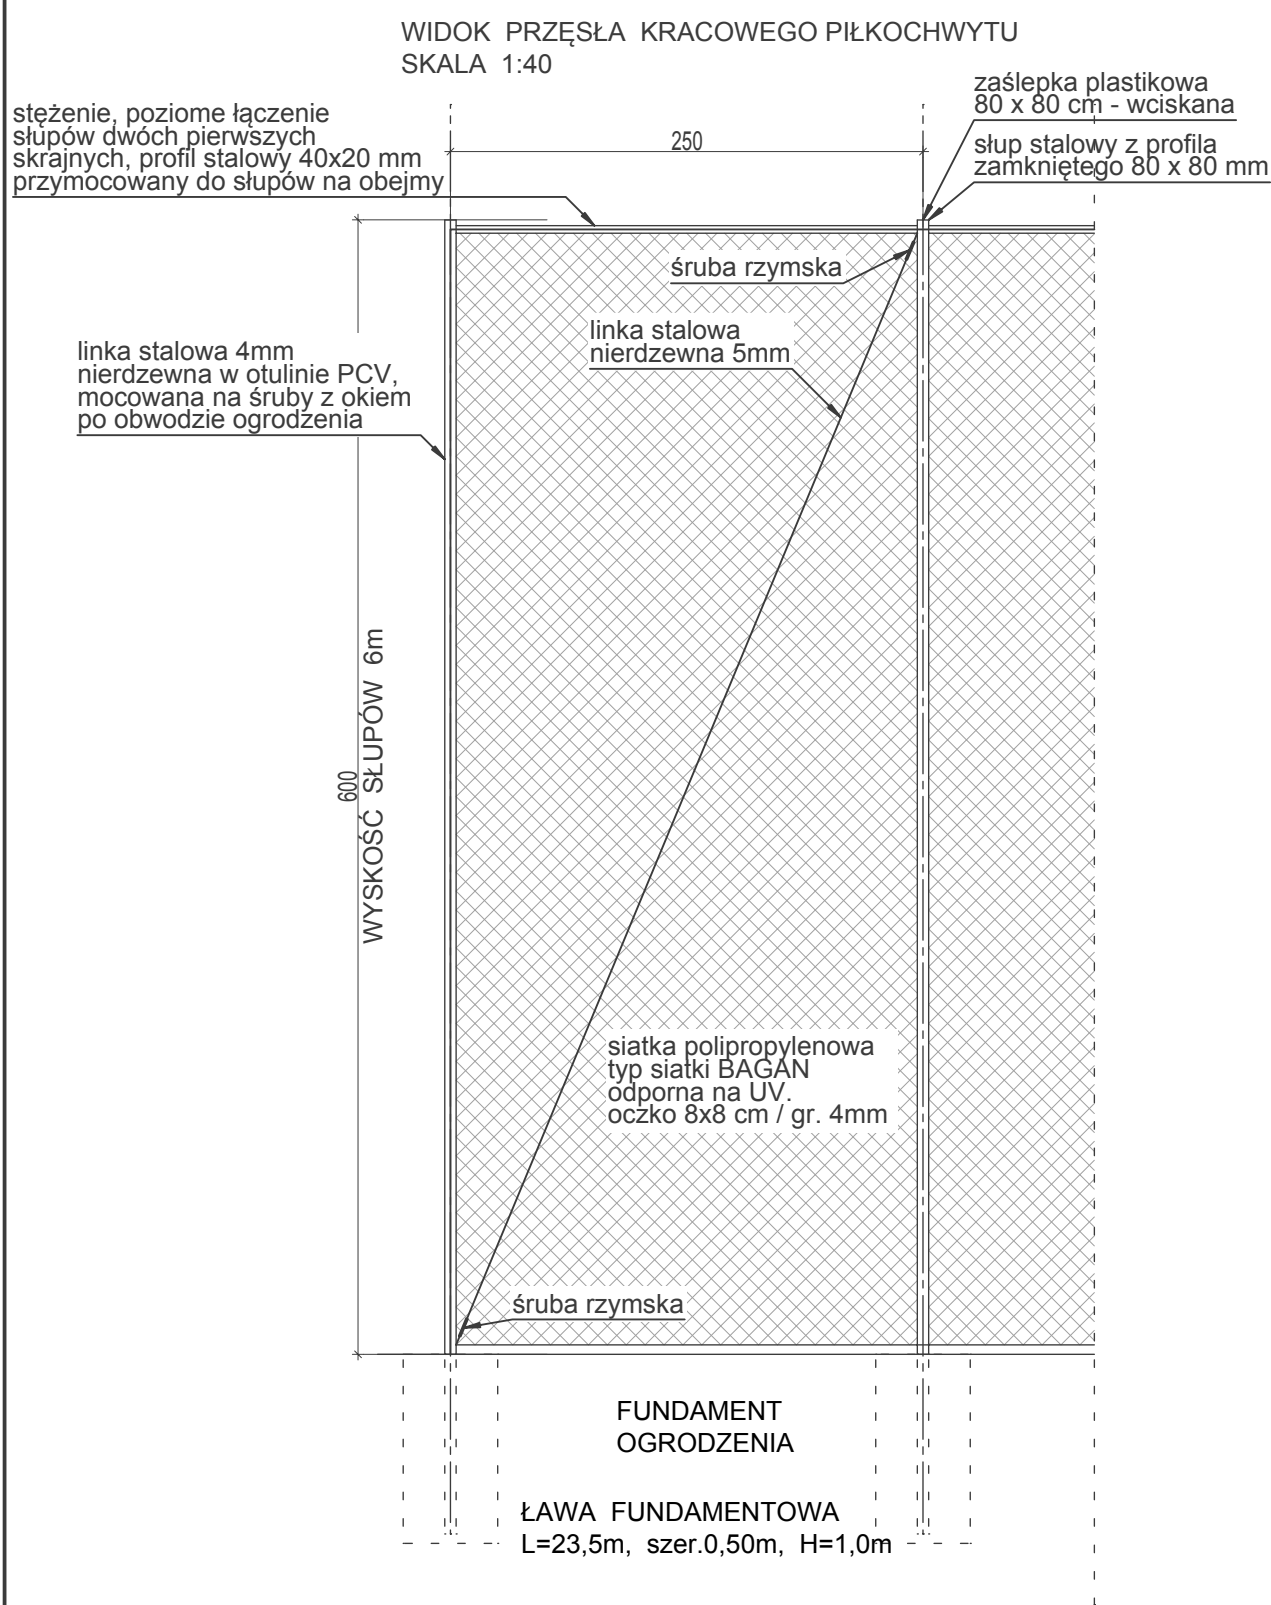 WIDOK PRZĘSŁA KRACOWEGO PIŁKOCHWYTU
SKALA 1:40
zaślepka plastikowa
80 x 80 cm - wciskana
stężenie, poziome łączenie
słupów dwóch pierwszych
skrajnych, profil stalowy 40x20 mm
przymocowany do słupów na obejmy
250
słup stalowy z profila
zamkniętego 80 x 80 mm
śruba rzymska
linka stalowa
nierdzewna 5mm
linka stalowa 4mm
nierdzewna w otulinie PCV,
mocowana na śruby z okiem
po obwodzie ogrodzenia
600
WYSKOŚĆ SŁUPÓW 6m
siatka polipropylenowa
typ siatki BAGAN
odporna na UV.
oczko 8x8 cm / gr. 4mm
śruba rzymska
FUNDAMENT
OGRODZENIA
ŁAWA FUNDAMENTOWA
L=23,5m, szer.0,50m, H=1,0m